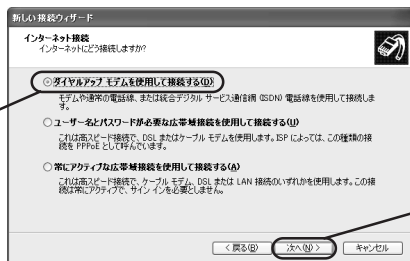 新しい接続ウィザード
インターネット接続
インターネットにどう接続しますか?
ダイヤルアップ モデムを使用して接続する(D)
モデムや通常の電話線、または統合デジタル サービス通信網 (ISDN) 電話線を使用して接続しま
す。
ユーザー名とパスワードが必要な広帯域接続を使用して接続する(U)
これは高スピード接続で、DSL またはケーブル モデムを使用します。ISP によっては、この種類の接
続を PPPoE として呼んでいます。
常にアクティブな広帯域接続を使用して接続する(A)
これは高スピード接続で、ケーブル モデム、DSL または LAN 接続のいずれかを使用します。この接
続は常にアクティブで、サイン インを必要としません。
< 戻る(B) 次へ(N) > キャンセル